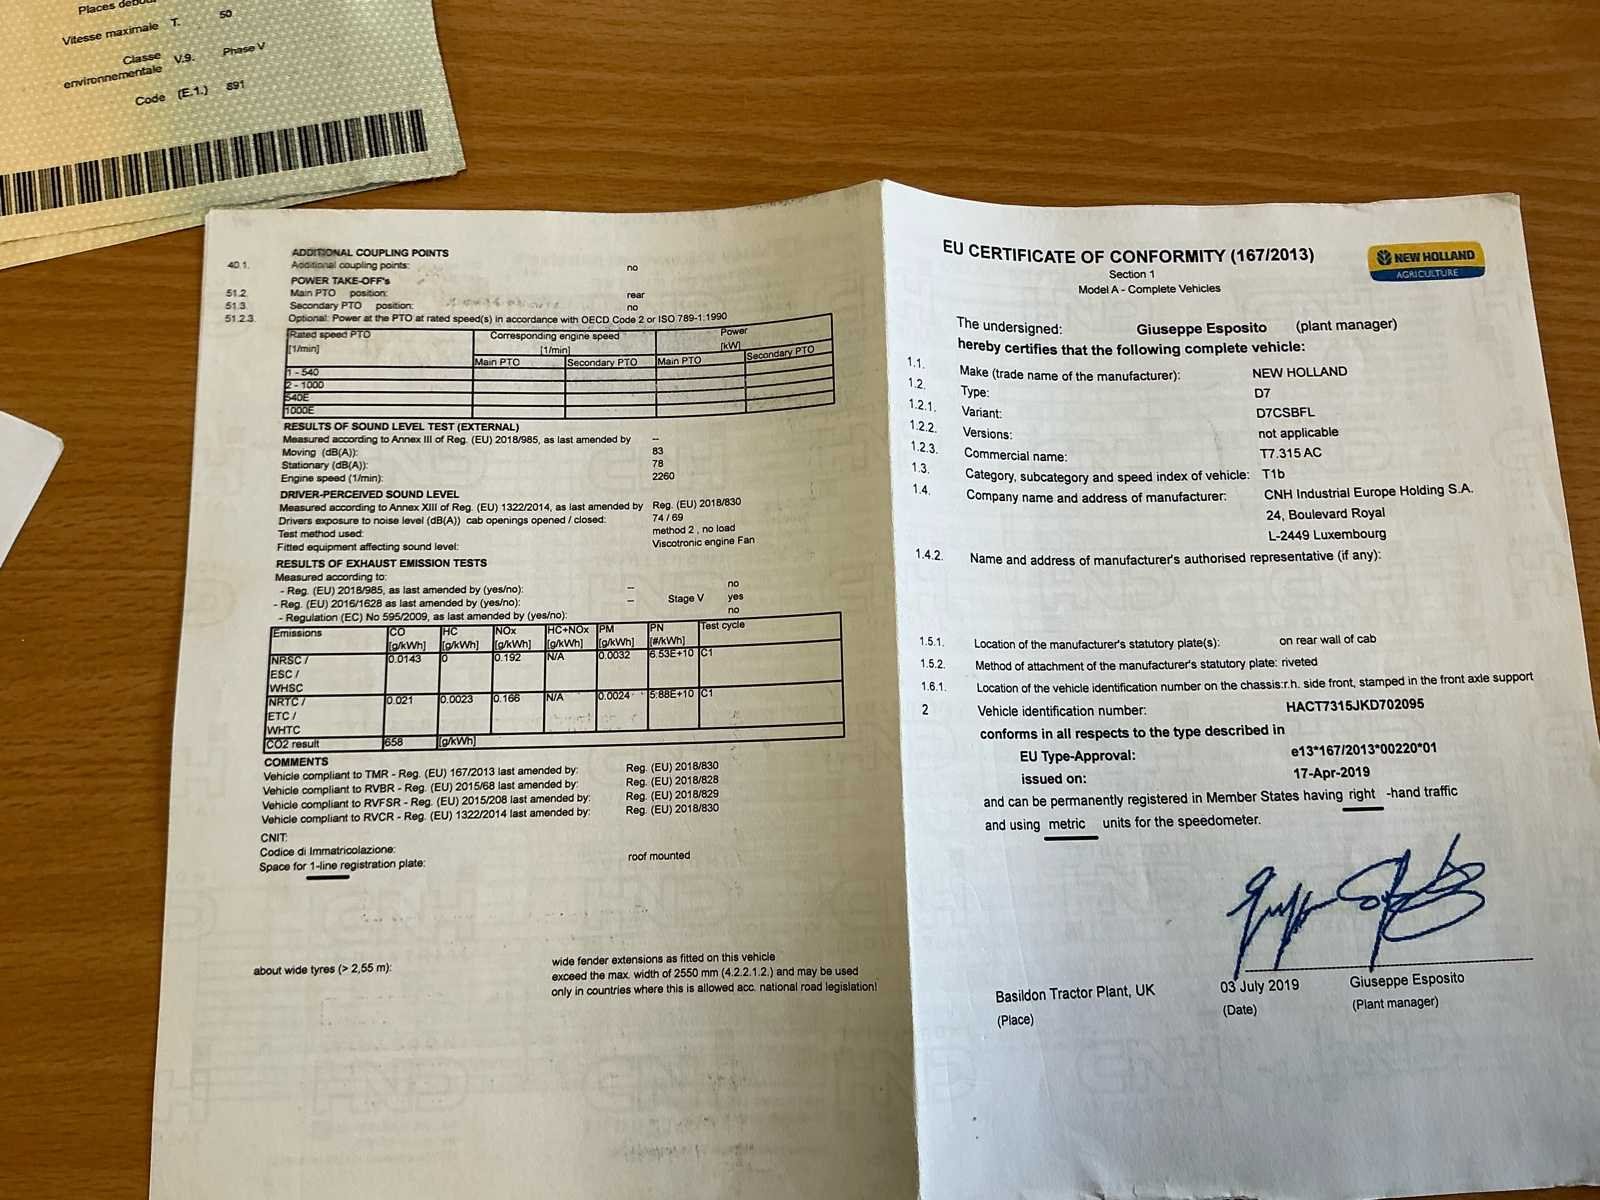 Vitesse maximale T. 50
Classe
environnementale V.9. Phase V
Code (E.1.) 891
ADDITIONAL COUPLING POINTS
40.1. Additional coupling points: no
POWER TAKE-OFF's
51.2 Main PTO position: rear
51.3. Secondary PTO position: no
51.2.3. Optional: Power at the PTO at rated speed(s) in accordance with OECD Code 2 or ISO 789-1:1990
Rated speed PTO Corresponding engine speed Power
[1/min] [1/min] [kW]
Main PTO Secondary PTO Main PTO Secondary PTO
1 - 540
2 - 1000
540E
1000E
RESULTS OF SOUND LEVEL TEST (EXTERNAL)
Measured according to Annex III of Reg. (EU) 2018/985, as last amended by --
Moving (dB(A)): 83
Stationary (dB(A)): 78
Engine speed (1/min): 2260
DRIVER-PERCEIVED SOUND LEVEL
Measured according to Annex XIII of Reg. (EU) 1322/2014, as last amended by Reg. (EU) 2018/830
Drivers exposure to noise level (dB(A)) cab openings opened / closed: 74 / 69
Test method used: method 2 , no load
Fitted equipment affecting sound level: Viscotronic engine Fan
RESULTS OF EXHAUST EMISSION TESTS
Measured according to:
- Reg. (EU) 2018/985, as last amended by (yes/no): -- no
- Reg. (EU) 2016/1628 as last amended by (yes/no): -- Stage V yes
- Regulation (EC) No 595/2009, as last amended by (yes/no): no
Emissions CO HC NOx HC+NOx PM PN Test cycle
[g/kWh] [g/kWh] [g/kWh] [g/kWh] [g/kWh] [#/kWh]
NRSC / 0.0143 0 0.192 N/A 0.0032 6.53E+10 C1
ESC /
WHSC
NRTC / 0.021 0.0023 0.166 N/A 0.0024 5.88E+10 C1
ETC /
WHTC
CO2 result 658 [g/kWh]
COMMENTS
Vehicle compliant to TMR - Reg. (EU) 167/2013 last amended by: Reg. (EU) 2018/830
Vehicle compliant to RVBR - Reg. (EU) 2015/68 last amended by: Reg. (EU) 2018/828
Vehicle compliant to RVFSR - Reg. (EU) 2015/208 last amended by: Reg. (EU) 2018/829
Vehicle compliant to RVCR - Reg. (EU) 1322/2014 last amended by: Reg. (EU) 2018/830
CNIT:
Codice di Immatricolazione:
Space for 1-line registration plate: roof mounted
about wide tyres (> 2,55 m): wide fender extensions as fitted on this vehicle
exceed the max. width of 2550 mm (4.2.2.1.2.) and may be used
only in countries where this is allowed acc. national road legislation!
EU CERTIFICATE OF CONFORMITY (167/2013)
Section 1
Model A - Complete Vehicles
NEW HOLLAND
AGRICULTURE
The undersigned: Giuseppe Esposito (plant manager)
hereby certifies that the following complete vehicle:
1.1. Make (trade name of the manufacturer): NEW HOLLAND
1.2. Type: D7
1.2.1. Variant: D7CSBFL
1.2.2. Versions: not applicable
1.2.3. Commercial name: T7.315 AC
1.3. Category, subcategory and speed index of vehicle: T1b
1.4. Company name and address of manufacturer: CNH Industrial Europe Holding S.A.
24, Boulevard Royal
L-2449 Luxembourg
1.4.2. Name and address of manufacturer's authorised representative (if any):
1.5.1. Location of the manufacturer's statutory plate(s): on rear wall of cab
1.5.2. Method of attachment of the manufacturer's statutory plate: riveted
1.6.1. Location of the vehicle identification number on the chassis:r.h. side front, stamped in the front axle support
2 Vehicle identification number: HACT7315JKD702095
conforms in all respects to the type described in
EU Type-Approval: e13*167/2013*00220*01
issued on: 17-Apr-2019
and can be permanently registered in Member States having right -hand traffic
and using metric units for the speedometer.
Basildon Tractor Plant, UK 03 July 2019 Giuseppe Esposito
(Place) (Date) (Plant manager)